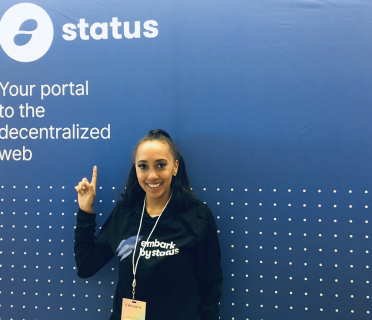 status
Your portal
to the
decentralized
web
embark
by status